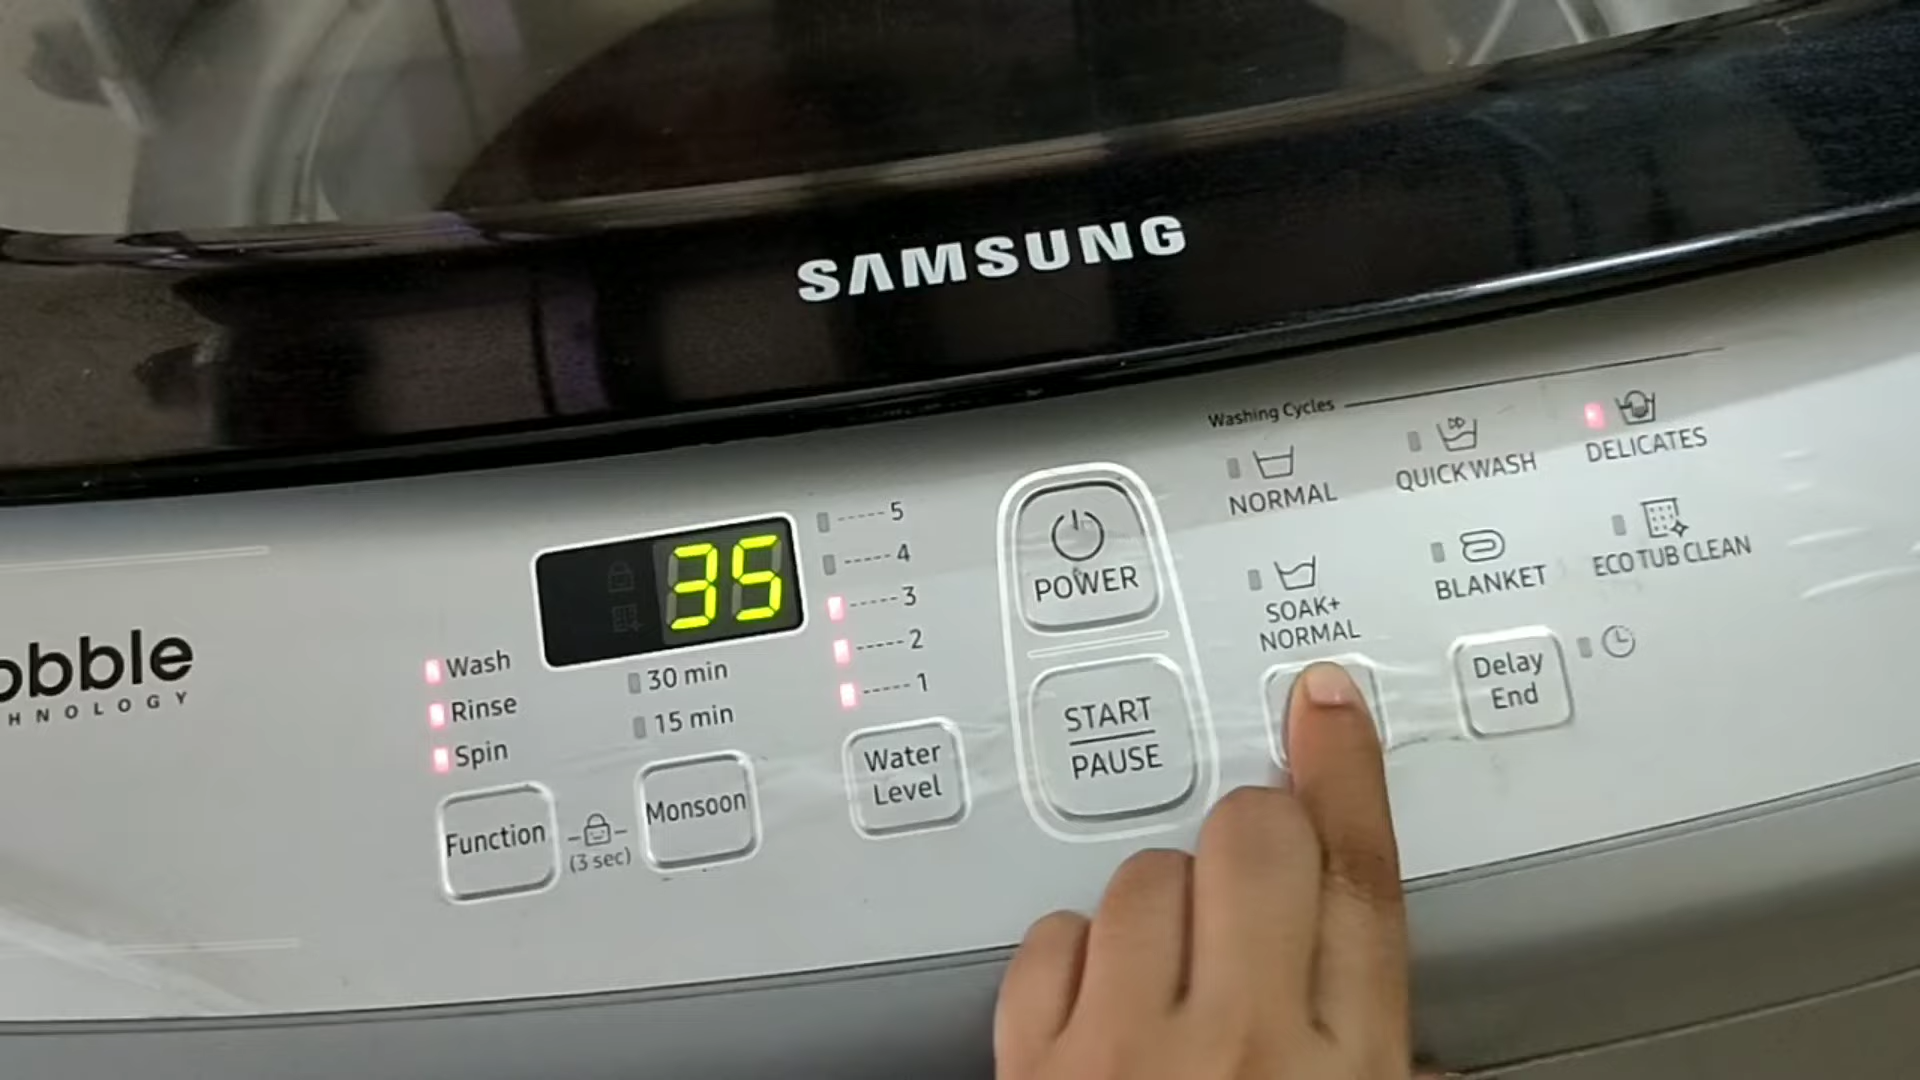 SAMSUNG
Washing Cycles
NORMAL
QUICK WASH
DELICATES
SOAK+
NORMAL
BLANKET
ECO TUB CLEAN
Delay
End
POWER
START
PAUSE
35
5
4
3
2
1
Water
Level
30 min
15 min
Monsoon
Wash
Rinse
Spin
Function
(3 sec)
obble
HNOLOGY